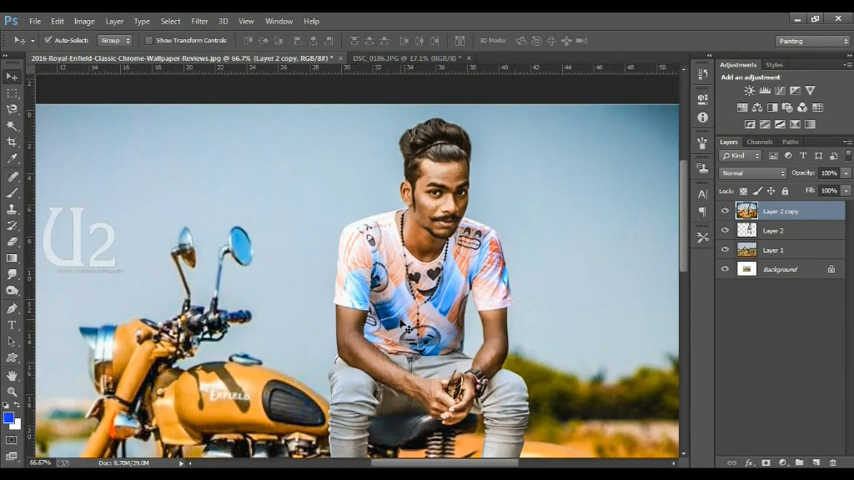 Ps File Edit Image Layer Type Select Filter 3D View Window Help
Auto-Select: Group Show Transform Controls 3D Mode: Painting
2016-Royal-Enfield-Classic-Chrome-Wallpaper-Reviews.jpg @ 66.7% (Layer 2 copy, RGB/8#) * × DSC_0186.JPG @ 17.1% (RGB/8) * ×
Adjustments Styles
Add an adjustment
Layers Channels Paths
Kind
Normal Opacity: 100%
Lock: Fill: 100%
Layer 2 copy
Layer 2
Layer 1
Background
U2
ROYAL ENFIELD
66.67% Doc: 8.70M/29.0M